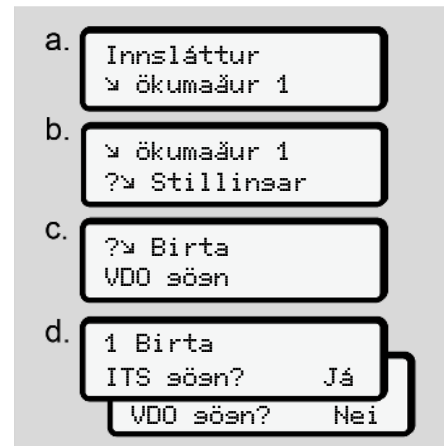 a.
Innsláttur
↘ ökumaður 1
b.
↘ ökumaður 1
?↘ Stillingar
c.
?↘ Birta
VDO gögn
d.
1 Birta
ITS gögn? Já
VDO gögn? Nei